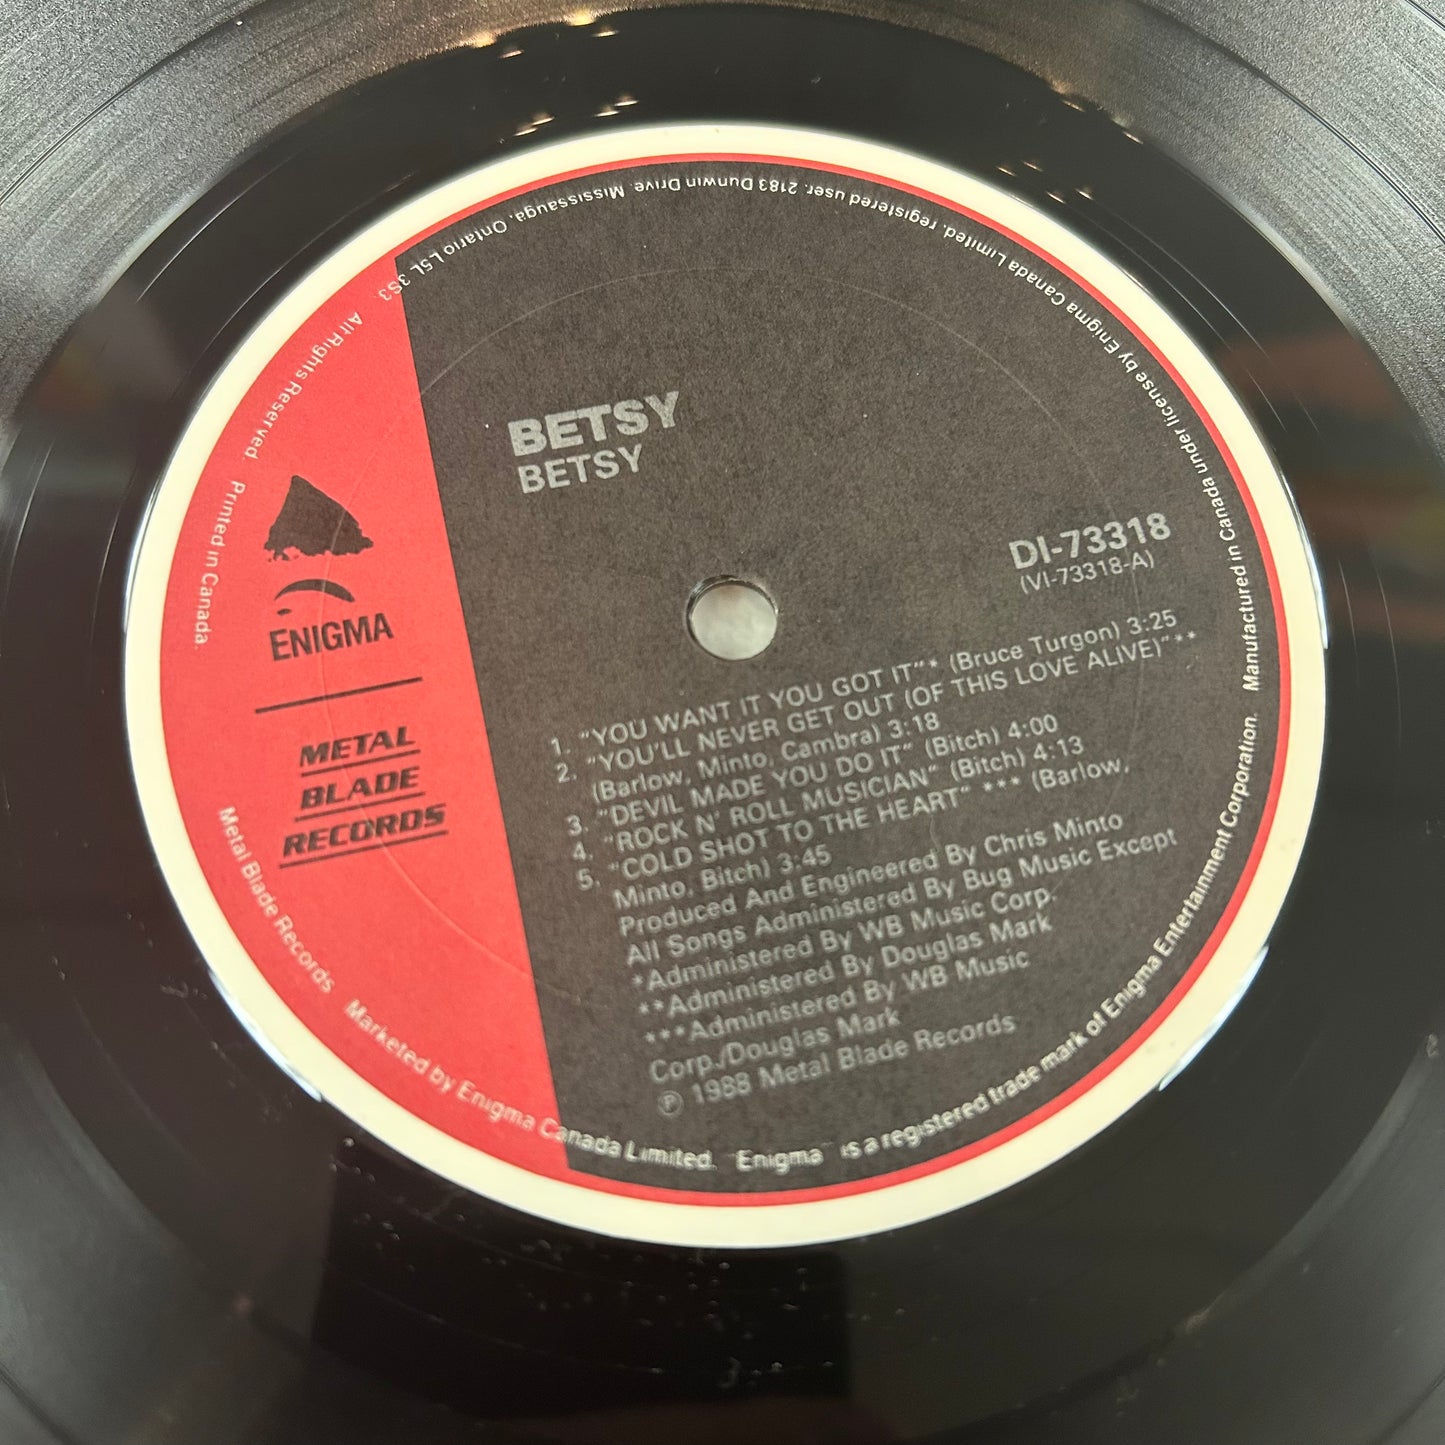 BETSY
BETSY
DI-73318
(VI-73318-A)
1. "YOU WANT IT YOU GOT IT"* (Bruce Turgon) 3:25
2. "YOU'LL NEVER GET OUT (OF THIS LOVE ALIVE)"**
(Barlow, Minto, Cambra) 3:18
3. "DEVIL MADE YOU DO IT" (Bitch) 4:00
4. "ROCK N' ROLL MUSICIAN" (Bitch) 4:13
5. "COLD SHOT TO THE HEART" *** (Barlow,
Minto, Bitch) 3:45
Produced And Engineered By Chris Minto
All Songs Administered By Bug Music Except
*Administered By WB Music Corp.
**Administered By Douglas Mark
***Administered By WB Music
Corp./Douglas Mark
℗ 1988 Metal Blade Records
ENIGMA
METAL
BLADE
RECORDS
Metal Blade Records Marketed by Enigma Canada Limited. "Enigma" is a registered trade mark of Enigma Entertainment Corporation. Manufactured in Canada under license by Enigma Canada Limited, registered user. 2183 Dunwin Drive, Mississauga, Ontario L5L 3S3. All Rights Reserved. Printed in Canada.